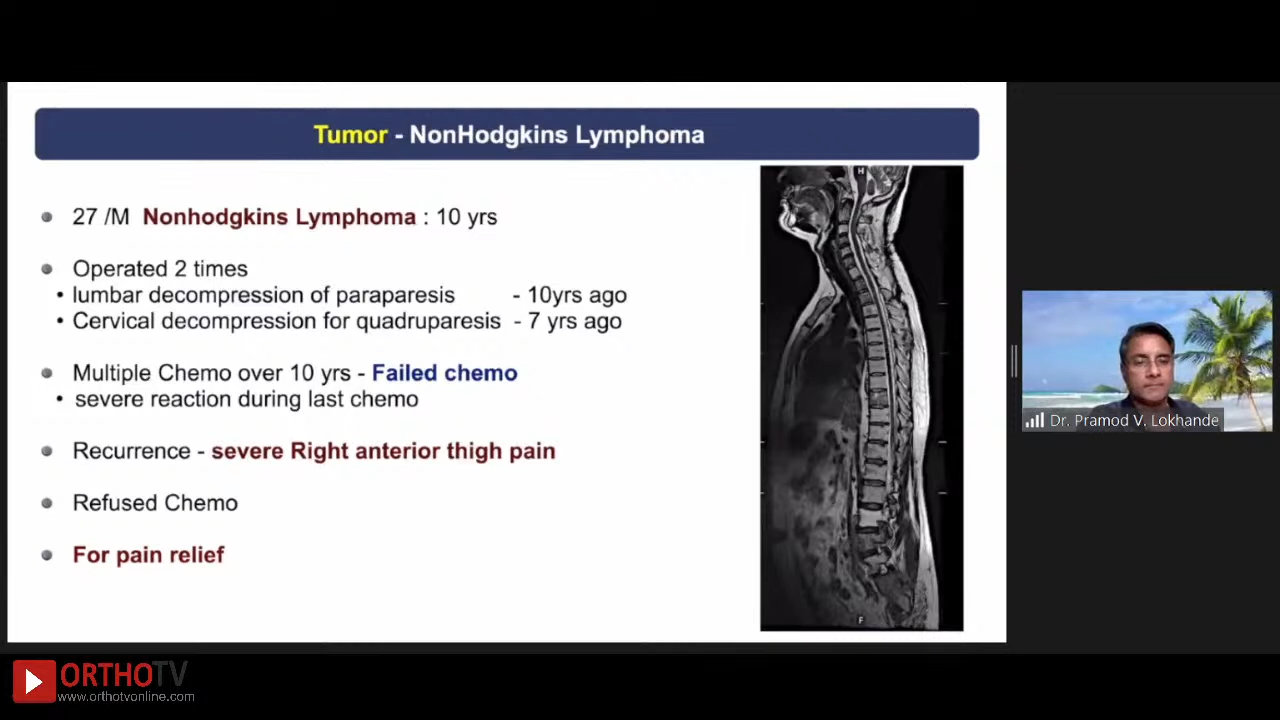 Tumor - NonHodgkins Lymphoma
27 /M Nonhodgkins Lymphoma : 10 yrs
Operated 2 times
• lumbar decompression of paraparesis - 10yrs ago
• Cervical decompression for quadruparesis - 7 yrs ago
Multiple Chemo over 10 yrs - Failed chemo
• severe reaction during last chemo
Recurrence - severe Right anterior thigh pain
Refused Chemo
For pain relief
H
F
Dr. Pramod V. Lokhande
ORTHOTV
www.orthotvonline.com